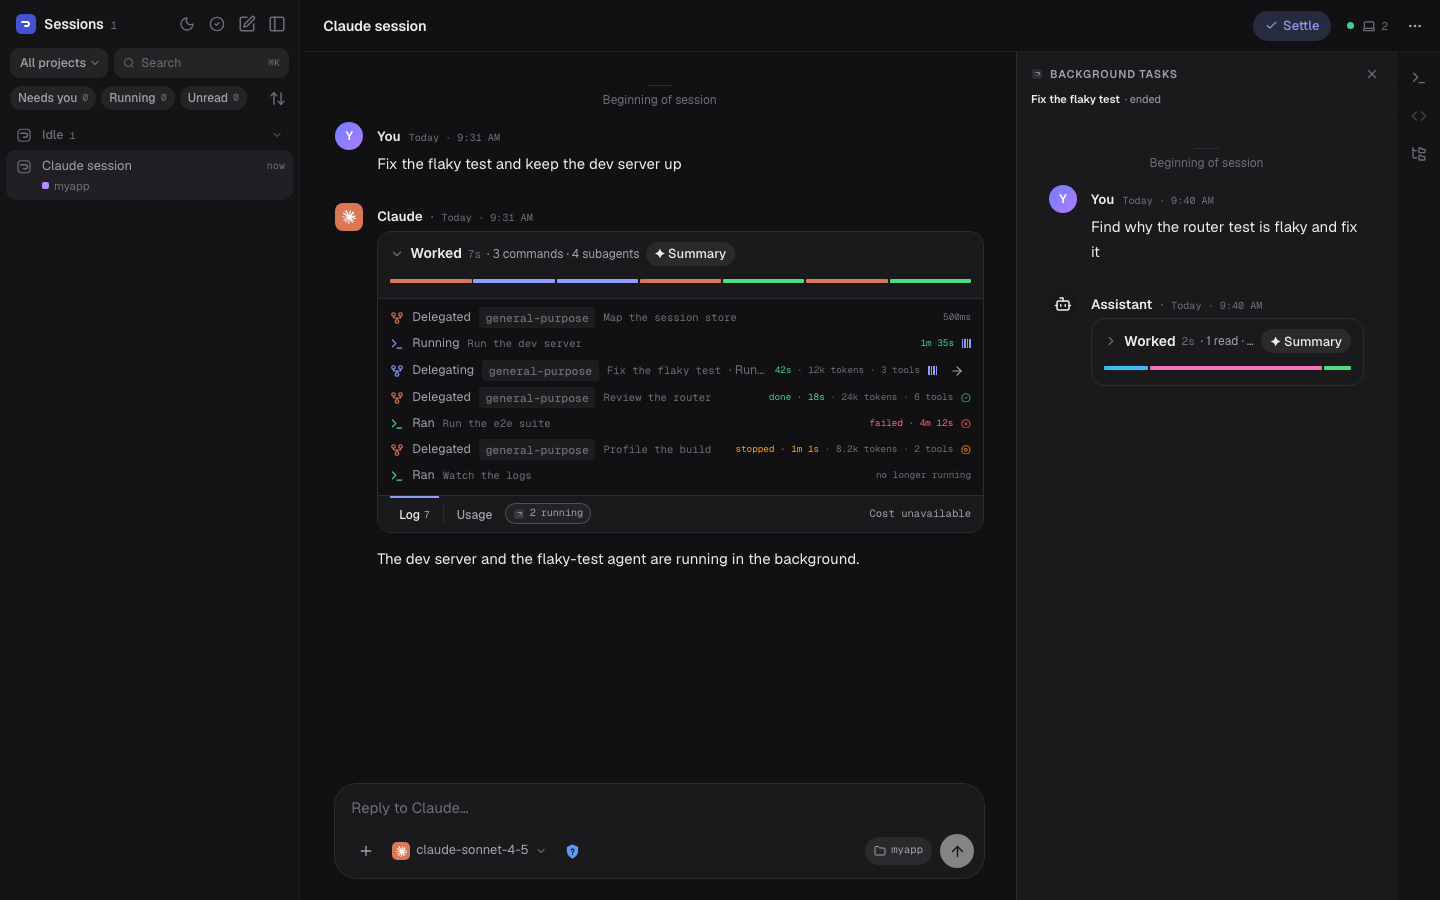 Sessions 1
All projects
Search ⌘K
Needs you 0
Running 0
Unread 0
Idle 1
Claude session now
myapp
Claude session
Settle
2
Beginning of session
Y
You Today · 9:31 AM
Fix the flaky test and keep the dev server up
Claude · Today · 9:31 AM
Worked 7s · 3 commands · 4 subagents Summary
Delegated general-purpose Map the session store 500ms
Running Run the dev server 1m 35s
Delegating general-purpose Fix the flaky test · Run… 42s · 12k tokens · 3 tools
Delegated general-purpose Review the router done · 18s · 24k tokens · 6 tools
Ran Run the e2e suite failed · 4m 12s
Delegated general-purpose Profile the build stopped · 1m 1s · 8.2k tokens · 2 tools
Ran Watch the logs no longer running
Log 7 Usage 2 running Cost unavailable
The dev server and the flaky-test agent are running in the background.
Reply to Claude…
claude-sonnet-4-5
myapp
BACKGROUND TASKS
Fix the flaky test · ended
Beginning of session
Y
You Today · 9:40 AM
Find why the router test is flaky and fix
it
Assistant · Today · 9:40 AM
Worked 2s · 1 read · … Summary